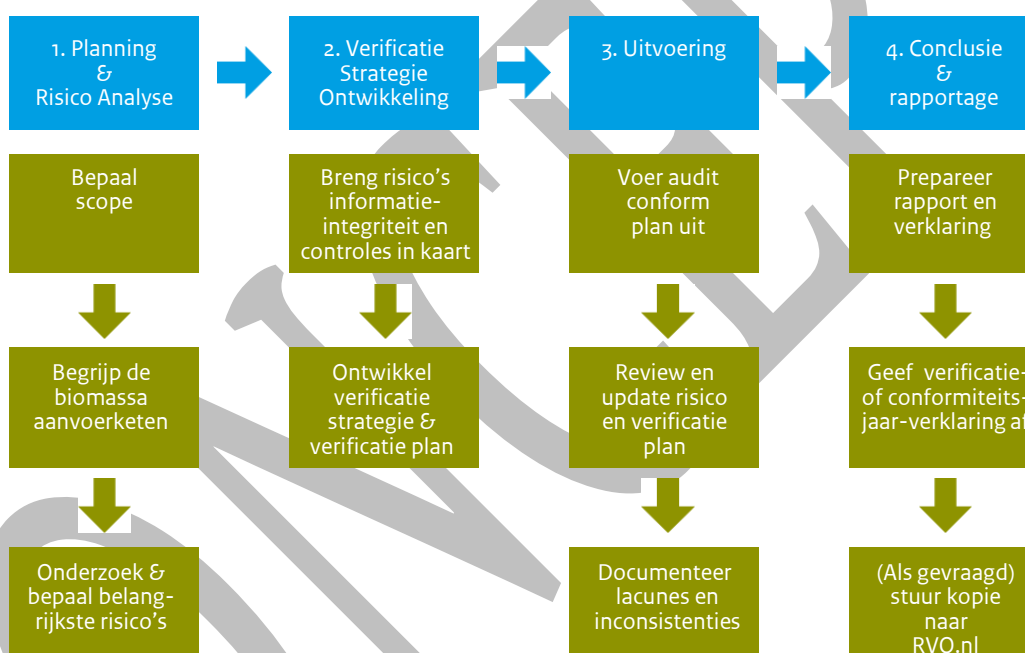 1. Planning
&
Risico Analyse
2. Verificatie
Strategie
Ontwikkeling
3. Uitvoering
4. Conclusie
&
rapportage
Bepaal
scope
Breng risico's
informatie-
integriteit en
controles in kaart
Voer audit
conform
plan uit
Prepareer
rapport en
verklaring
Begrijp de
biomassa
aanvoerketen
Ontwikkel
verificatie
strategie &
verificatie plan
Review en
update risico
en verificatie
plan
Geef verificatie-
of conformiteits-
jaar-verklaring af
Onderzoek &
bepaal belang-
rijkste risico's
Documenteer
lacunes en
inconsistenties
(Als gevraagd)
stuur kopie
naar
RVO.nl